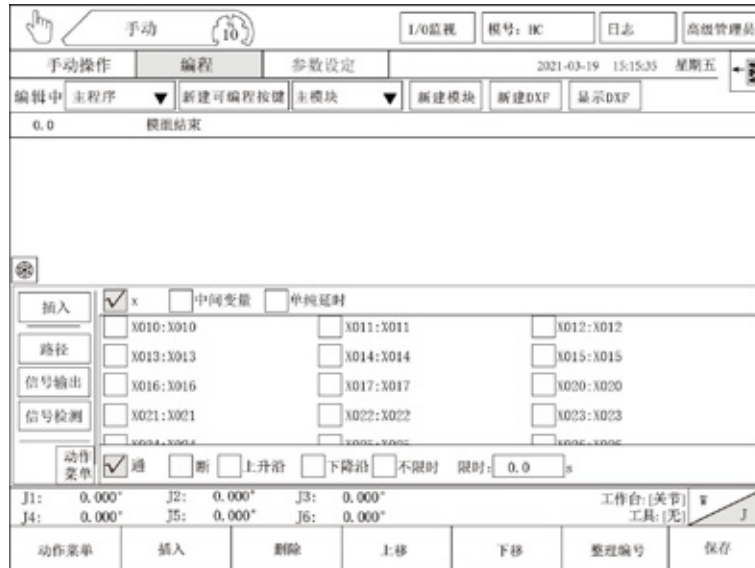 手动 10 I/O监视 模号: HC 日志 高级管理员
手动操作 编程 参数设定 2021-03-19 15:15:35 星期五
编辑中 主程序 新建可编程按键 主模块 新建模块 新建DXF 显示DXF
0.0 模组结束
插入 x 中间变量 单纯延时
X010:X010 X011:X011 X012:X012
路径 X013:X013 X014:X014 X015:X015
信号输出 X016:X016 X017:X017 X020:X020
信号检测 X021:X021 X022:X022 X023:X023
X024:X024 X025:X025 X026:X026
动作菜单 通 断 上升沿 下降沿 不限时 限时: 0.0 s
J1: 0.000° J2: 0.000° J3: 0.000° 工作台:[关节] W
J4: 0.000° J5: 0.000° J6: 0.000° 工具:[无] J
动作菜单 插入 删除 上移 下移 整理编号 保存